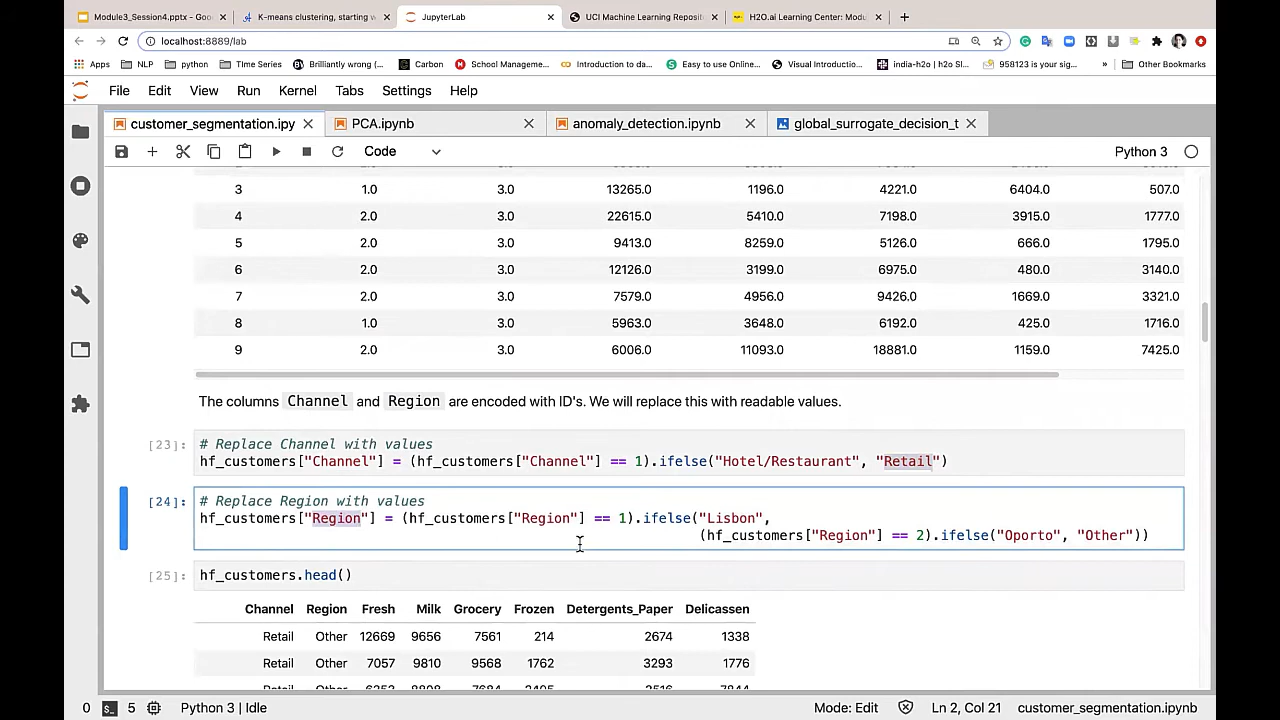 Module3_Session4.pptx - Goo
K-means clustering, starting w
JupyterLab
UCI Machine Learning Reposit
H2O.ai Learning Center: Modu
localhost:8889/lab
Apps
NLP
python
Time Series
Brilliantly wrong (...
Carbon
School Manageme...
Introduction to da...
Easy to use Online...
Visual Introductio...
india-h2o | h2o Sl...
958123 is your sig...
»
Other Bookmarks
File Edit View Run Kernel Tabs Settings Help
customer_segmentation.ipy
PCA.ipynb
anomaly_detection.ipynb
global_surrogate_decision_t
Code
Python 3
3 1.0 3.0 13265.0 1196.0 4221.0 6404.0 507.0
4 2.0 3.0 22615.0 5410.0 7198.0 3915.0 1777.0
5 2.0 3.0 9413.0 8259.0 5126.0 666.0 1795.0
6 2.0 3.0 12126.0 3199.0 6975.0 480.0 3140.0
7 2.0 3.0 7579.0 4956.0 9426.0 1669.0 3321.0
8 1.0 3.0 5963.0 3648.0 6192.0 425.0 1716.0
9 2.0 3.0 6006.0 11093.0 18881.0 1159.0 7425.0
The columns Channel and Region are encoded with ID's. We will replace this with readable values.
[23]: # Replace Channel with values
hf_customers["Channel"] = (hf_customers["Channel"] == 1).ifelse("Hotel/Restaurant", "Retail")
[24]: # Replace Region with values
hf_customers["Region"] = (hf_customers["Region"] == 1).ifelse("Lisbon",
(hf_customers["Region"] == 2).ifelse("Oporto", "Other"))
[25]: hf_customers.head()
Channel Region Fresh Milk Grocery Frozen Detergents_Paper Delicassen
Retail Other 12669 9656 7561 214 2674 1338
Retail Other 7057 9810 9568 1762 3293 1776
Retail Other 6353 8808 7684 2405 3516 7844
0 5 Python 3 | Idle
Mode: Edit Ln 2, Col 21 customer_segmentation.ipynb